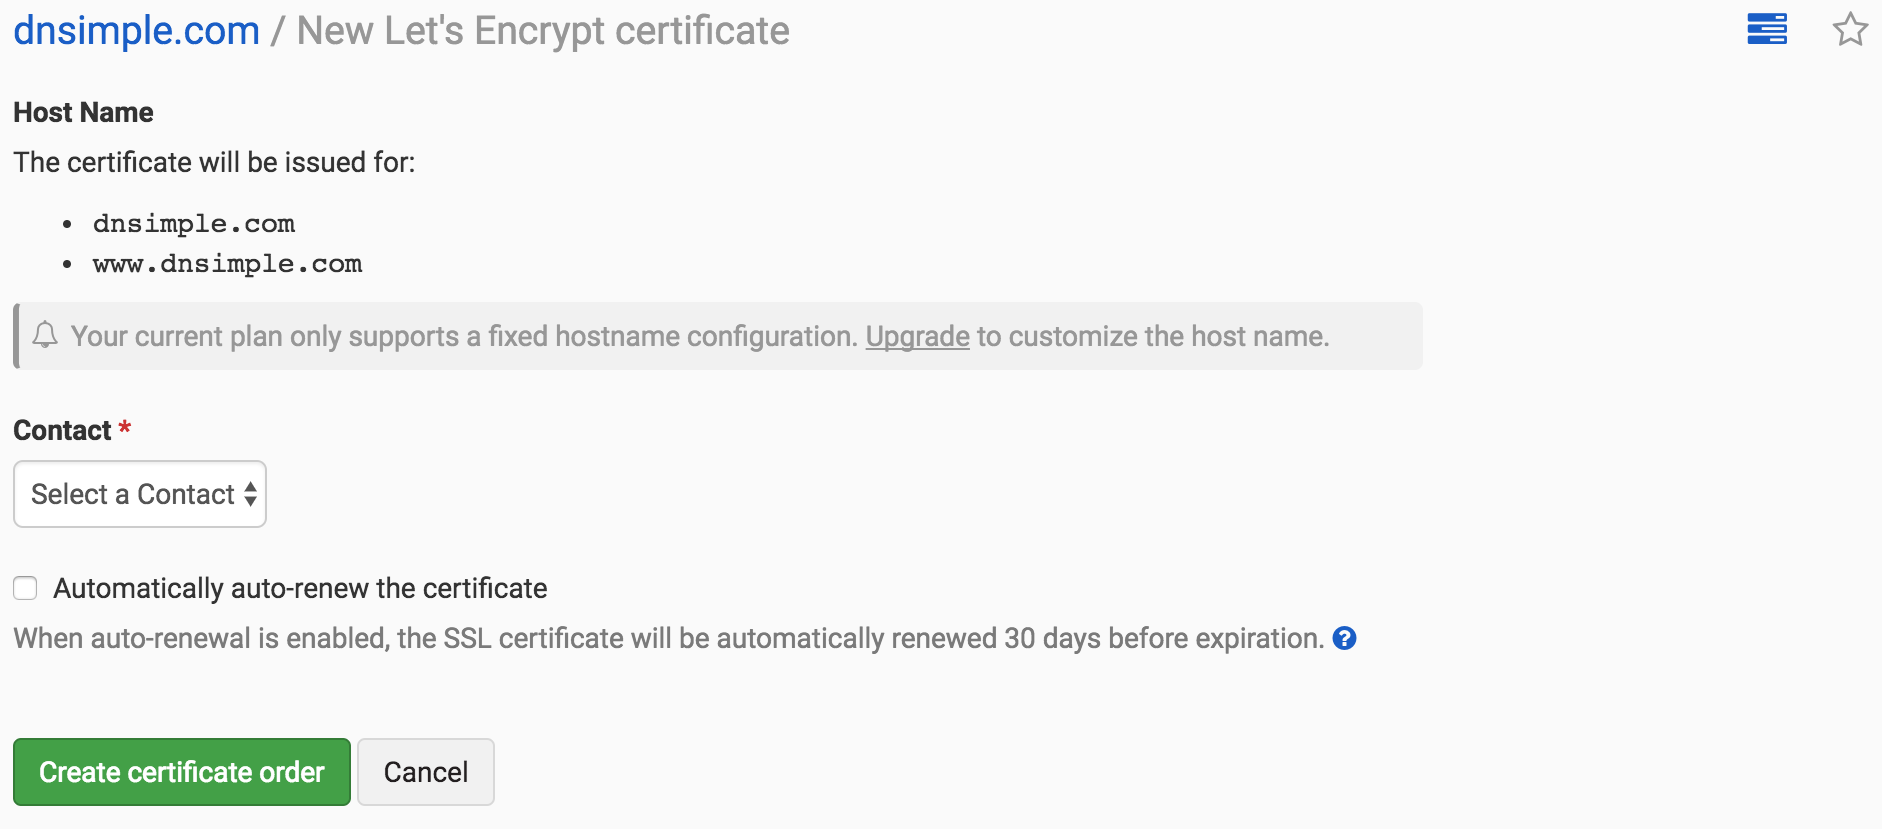 dnsimple.com / New Let's Encrypt certificate
Host Name
The certificate will be issued for:
• dnsimple.com
• www.dnsimple.com
Your current plan only supports a fixed hostname configuration. Upgrade to customize the host name.
Contact *
Select a Contact
Automatically auto-renew the certificate
When auto-renewal is enabled, the SSL certificate will be automatically renewed 30 days before expiration. ?
Create certificate order Cancel